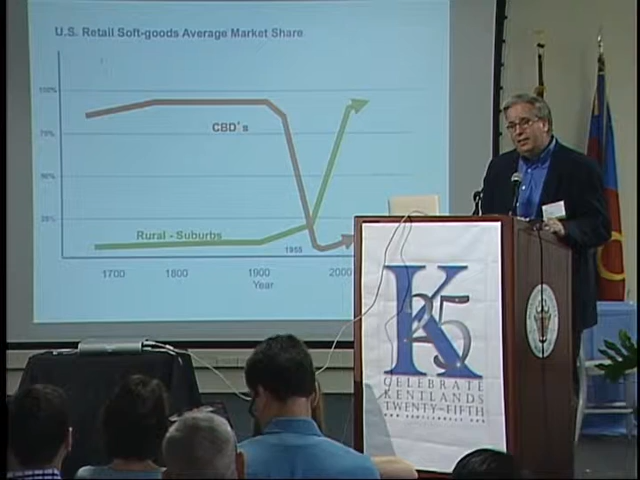 U.S. Retail Soft-goods Average Market Share
100%
75%
50%
25%
CBD's
Rural - Suburbs
1955
1700 1800 1900 2000
Year
K25
CELEBRATE
KENTLANDS
TWENTY-FIFTH